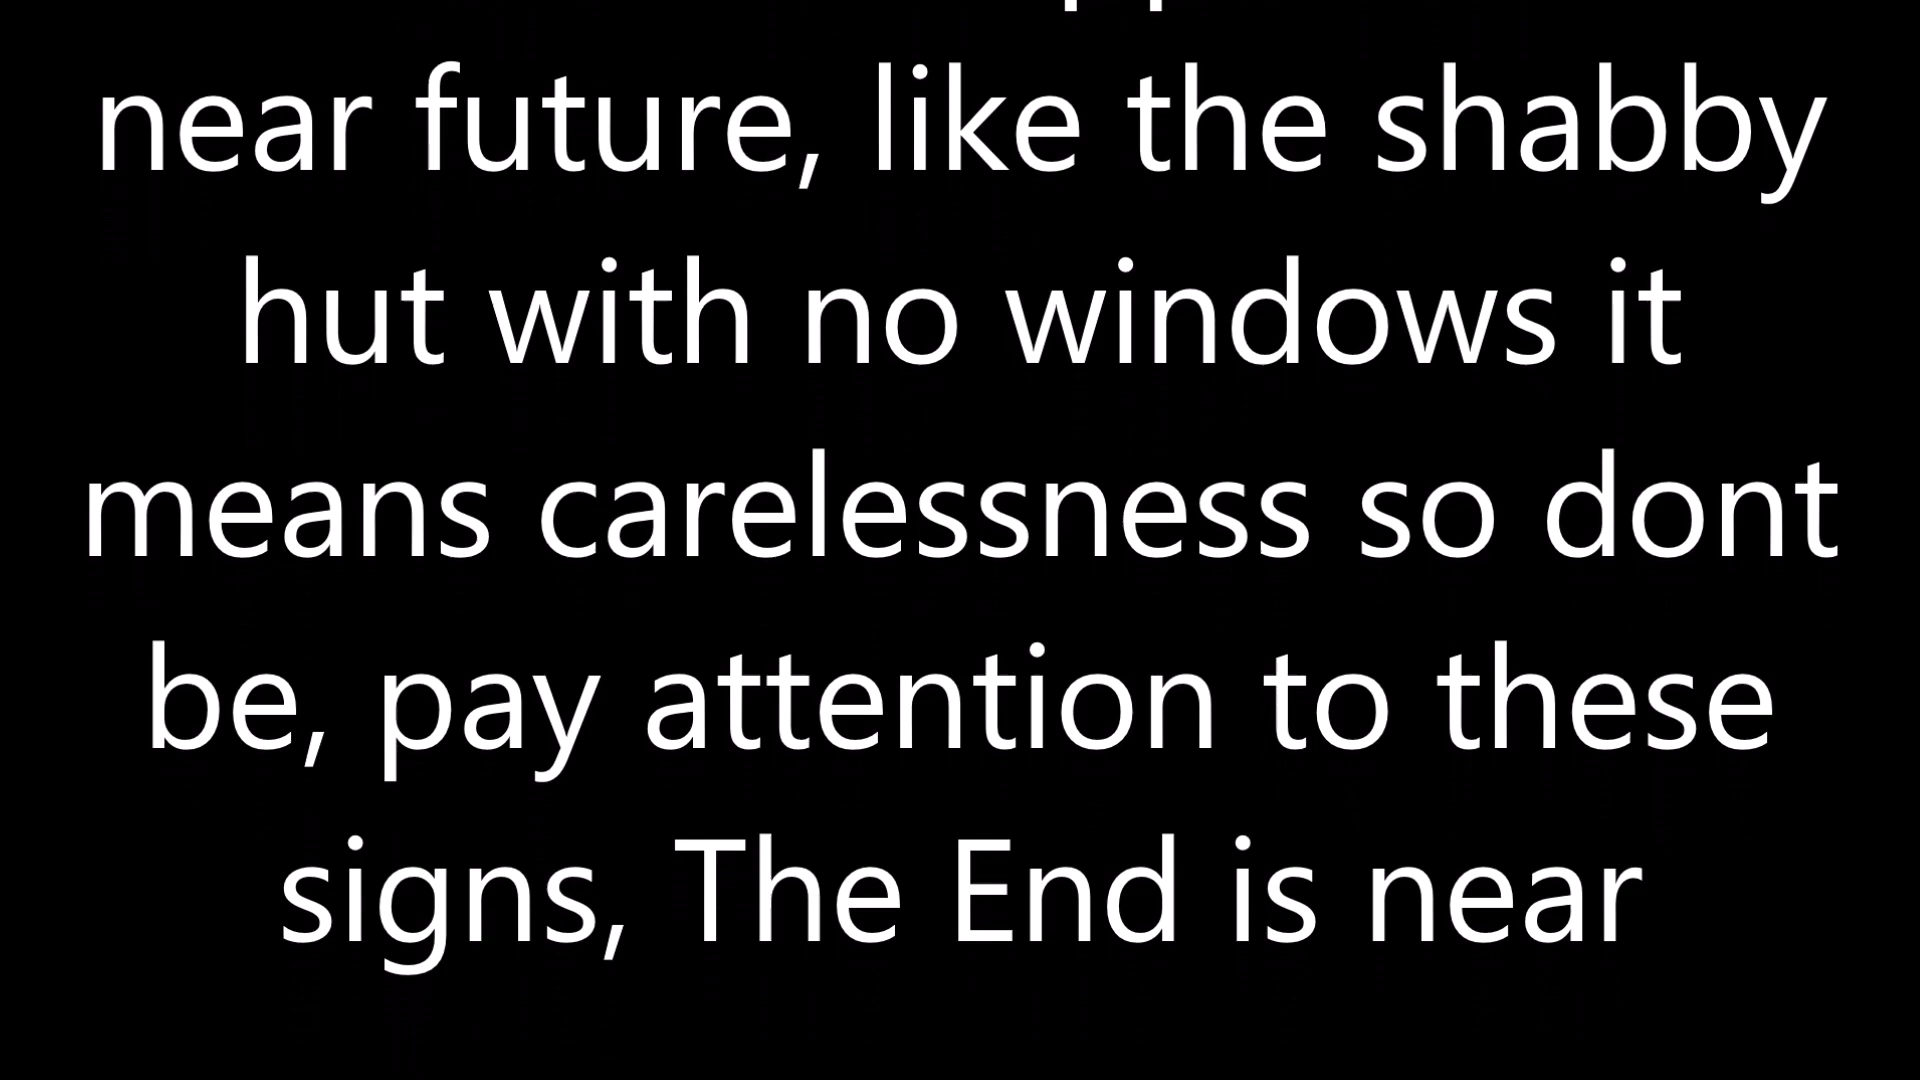 near future, like the shabby
hut with no windows it
means carelessness so dont
be, pay attention to these
signs, The End is near